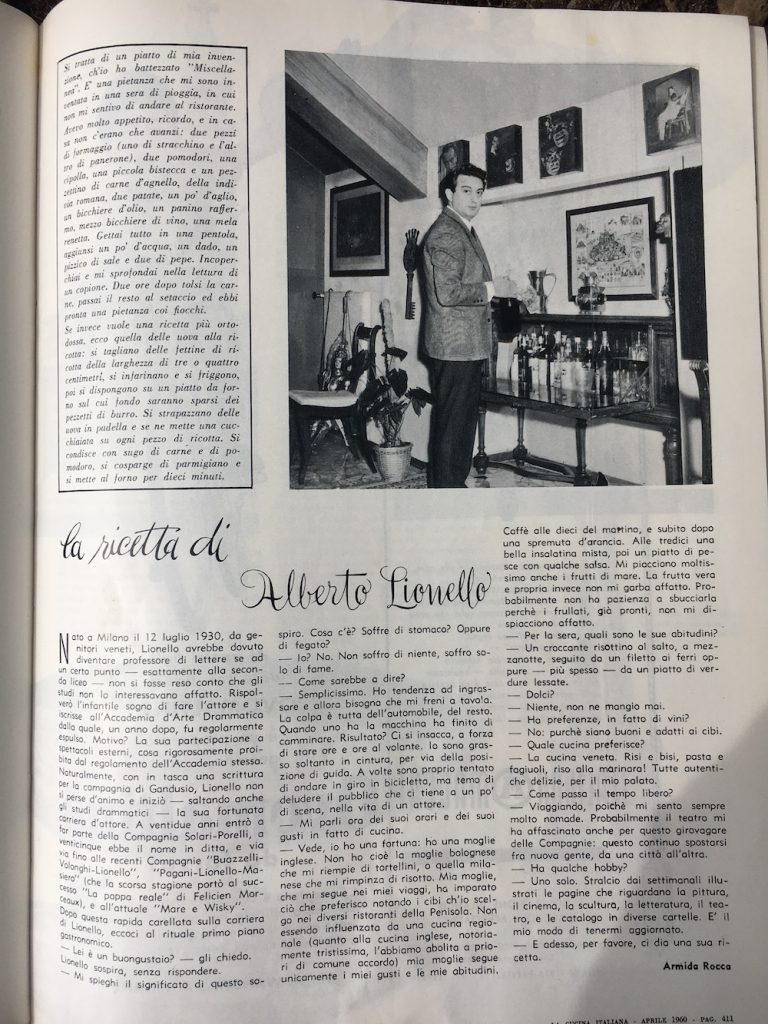 Si tratta di un piatto di mia inven-
zione, ch'io ho battezzato "Miscella-
nea". E' una pietanza che mi sono in-
ventata in una sera di pioggia, in cui
non mi sentivo di andare al ristorante.
Avevo molto appetito, ricordo, e in ca-
sa non c'erano che avanzi: due pezzi
di formaggio (uno di stracchino e l'al-
tro di panerone), due pomodori, una
cipolla, una piccola bistecca e un pez-
zettino di carne d'agnello, della indi-
via romana, due patate, un po' d'aglio,
un bicchiere d'olio, un panino raffer-
mo, mezzo bicchiere di vino, una mela
renetta. Gettai tutto in una pentola,
aggiunsi un po' d'acqua, un dado, un
pizzico di sale e due di pepe. Incoper-
chiai e mi sprofondai nella lettura di
un copione. Due ore dopo tolsi la car-
ne, passai il resto al setaccio ed ebbi
pronta una pietanza coi fiocchi.
Se invece vuole una ricetta più orto-
dossa, ecco quella delle uova alla ri-
cotta: si tagliano delle fettine di ri-
cotta della larghezza di tre o quattro
centimetri, si infarinano e si friggono,
poi si dispongono su un piatto da for-
no sul cui fondo saranno sparsi dei
pezzetti di burro. Si strapazzano delle
uova in padella e se ne mette una cuc-
chiaiata su ogni pezzo di ricotta. Si
condisce con sugo di carne e di po-
modoro, si cosparge di parmigiano e
si mette al forno per dieci minuti.
la ricetta di
Alberto Lionello
Nato a Milano il 12 luglio 1930, da ge-
nitori veneti, Lionello avrebbe dovuto
diventare professore di lettere se ad
un certo punto — esattamente alla secon-
da liceo — non si fosse reso conto che gli
studi non lo interessavano affatto. Rispol-
verò l'infantile sogno di fare l'attore e si
iscrisse all'Accademia d'Arte Drammatica
dalla quale, un anno dopo, fu regolarmente
espulso. Motivo? La sua partecipazione a
spettacoli esterni, cosa rigorosamente proi-
bita dal regolamento dell'Accademia stessa.
Naturalmente, con in tasca una scrittura
per la compagnia di Gandusio, Lionello non
si perse d'animo e iniziò — saltando anche
gli studi drammatici — la sua fortunata
carriera d'attore. A ventidue anni entrò a
far parte della Compagnia Solari-Porelli, a
venticinque ebbe il nome in ditta, e via
via fino alle recenti Compagnie "Buazzelli-
Volonghi-Lionello", "Pagani-Lionello-Ma-
siero" (che la scorsa stagione portò al suc-
cesso "La pappa reale" di Felicien Mar-
ceaux), e all'attuale "Mare e Wisky".
Dopo questa rapida carellata sulla carriera
di Lionello, eccoci al rituale primo piano
gastronomico.
— Lei è un buongustaio? — gli chiedo.
Lionello sospira, senza rispondere.
— Mi spieghi il significato di questo so-
spiro. Cosa c'è? Soffre di stomaco? Oppure
di fegato?
— Io? No. Non soffro di niente, soffro so-
lo di fame.
— Come sarebbe a dire?
— Semplicissimo. Ho tendenza ad ingras-
sare e allora bisogna che mi freni a tavola.
La colpa è tutta dell'automobile, del resto.
Quando uno ha la macchina ha finito di
camminare. Risultato? Ci si insacca, a forza
di stare ore e ore al volante. Io sono gras-
so soltanto in cintura, per via della posi-
zione di guida. A volte sono proprio tentato
di andare in giro in bicicletta, ma temo di
deludere il pubblico che ci tiene a un po'
di scena, nella vita di un attore.
— Mi parli ora dei suoi orari e dei suoi
gusti in fatto di cucina.
— Vede, io ho una fortuna: ho una moglie
inglese. Non ho cioè la moglie bolognese
che mi riempie di tortellini, o quella mila-
nese che mi rimpinza di risotto. Mia moglie,
che mi segue nei miei viaggi, ha imparato
ciò che preferisco notando i cibi ch'io scel-
go nei diversi ristoranti della Penisola. Non
essendo influenzata da una cucina regio-
nale (quanto alla cucina inglese, notoria-
mente tristissima, l'abbiamo abolita a prio-
ri di comune accordo) mia moglie segue
unicamente i miei gusti e le mie abitudini.
Caffè alle dieci del mattino, e subito dopo
una spremuta d'arancia. Alle tredici una
bella insalatina mista, poi un piatto di pe-
sce con qualche salsa. Mi piacciono moltis-
simo anche i frutti di mare. La frutta vera
e propria invece non mi garba affatto. Pro-
babilmente non ha pazienza a sbucciarla
perchè i frullati, già pronti, non mi di-
spiacciono affatto.
— Per la sera, quali sono le sue abitudini?
— Un croccante risottino al salto, a mez-
zanotte, seguito da un filetto ai ferri op-
pure — più spesso — da un piatto di ver-
dure lessate.
— Dolci?
— Niente, non ne mangio mai.
— Ha preferenze, in fatto di vini?
— No: purchè siano buoni e adatti ai cibi.
— Quale cucina preferisce?
— La cucina veneta. Risi e bisi, pasta e
fagiuoli, riso alla marinara! Tutte autenti-
che delizie, per il mio palato.
— Come passa il tempo libero?
— Viaggiando, poichè mi sento sempre
molto nomade. Probabilmente il teatro mi
ha affascinato anche per questo girovagare
delle Compagnie: questo continuo spostarsi
fra nuova gente, da una città all'altra.
— Ha qualche hobby?
— Uno solo. Stralcio dai settimanali illu-
strati le pagine che riguardano la pittura,
il cinema, la scultura, la letteratura, il tea-
tro, e le catalogo in diverse cartelle. E' il
mio modo di tenermi aggiornato.
— E adesso, per favore, ci dia una sua ri-
cetta.
Armida Rocca
LA CUCINA ITALIANA - APRILE 1960 - PAG. 411